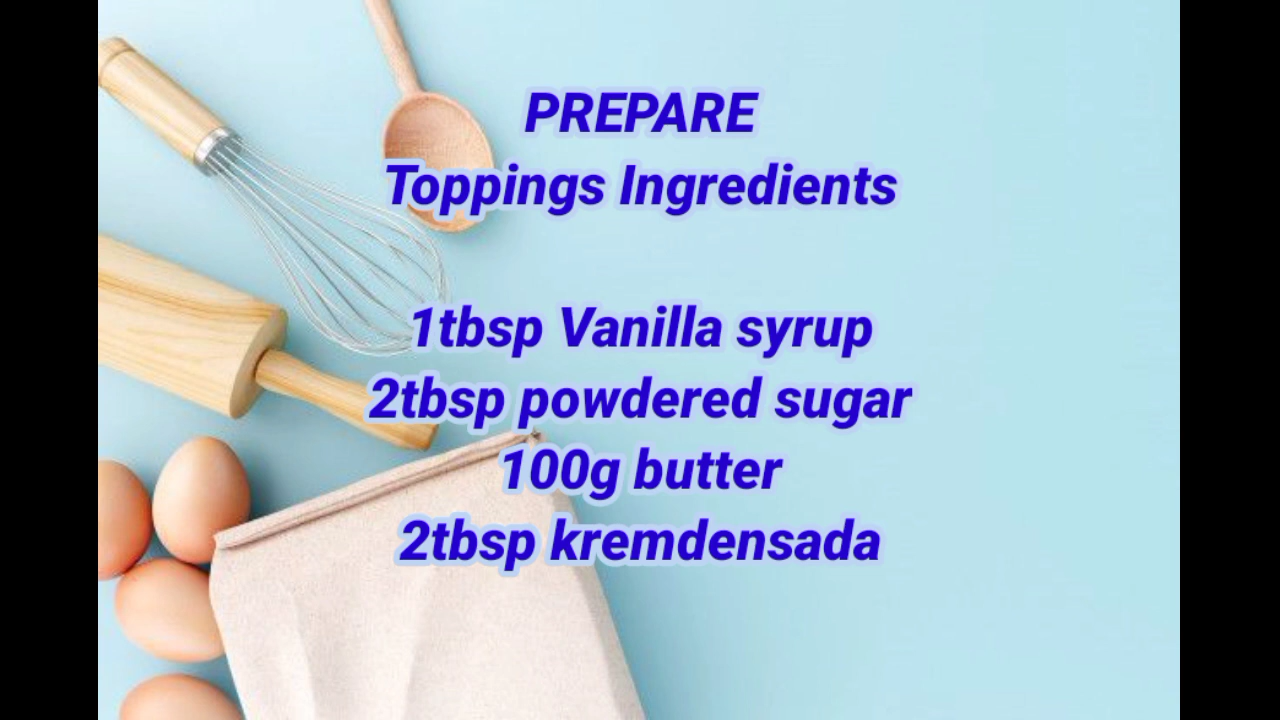 PREPARE
Toppings Ingredients
1tbsp Vanilla syrup
2tbsp powdered sugar
100g butter
2tbsp kremdensada